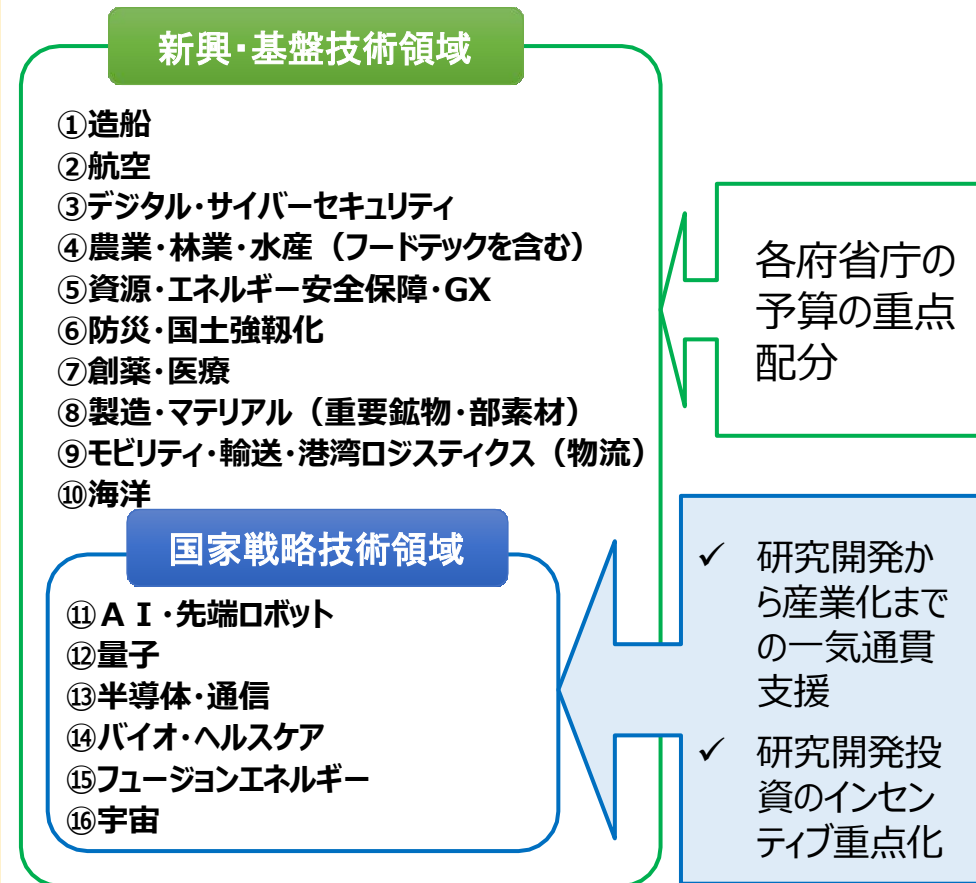 新興・基盤技術領域
①造船
②航空
③デジタル・サイバーセキュリティ
④農業・林業・水産（フードテックを含む）
⑤資源・エネルギー安全保障・GX
⑥防災・国土強靱化
⑦創薬・医療
⑧製造・マテリアル（重要鉱物・部素材）
⑨モビリティ・輸送・港湾ロジスティクス（物流）
⑩海洋
国家戦略技術領域
⑪ＡＩ・先端ロボット
⑫量子
⑬半導体・通信
⑭バイオ・ヘルスケア
⑮フュージョンエネルギー
⑯宇宙
各府省庁の
予算の重点
配分
✓ 研究開発か
ら産業化まで
の一気通貫
支援
✓ 研究開発投
資のインセン
ティブ重点化